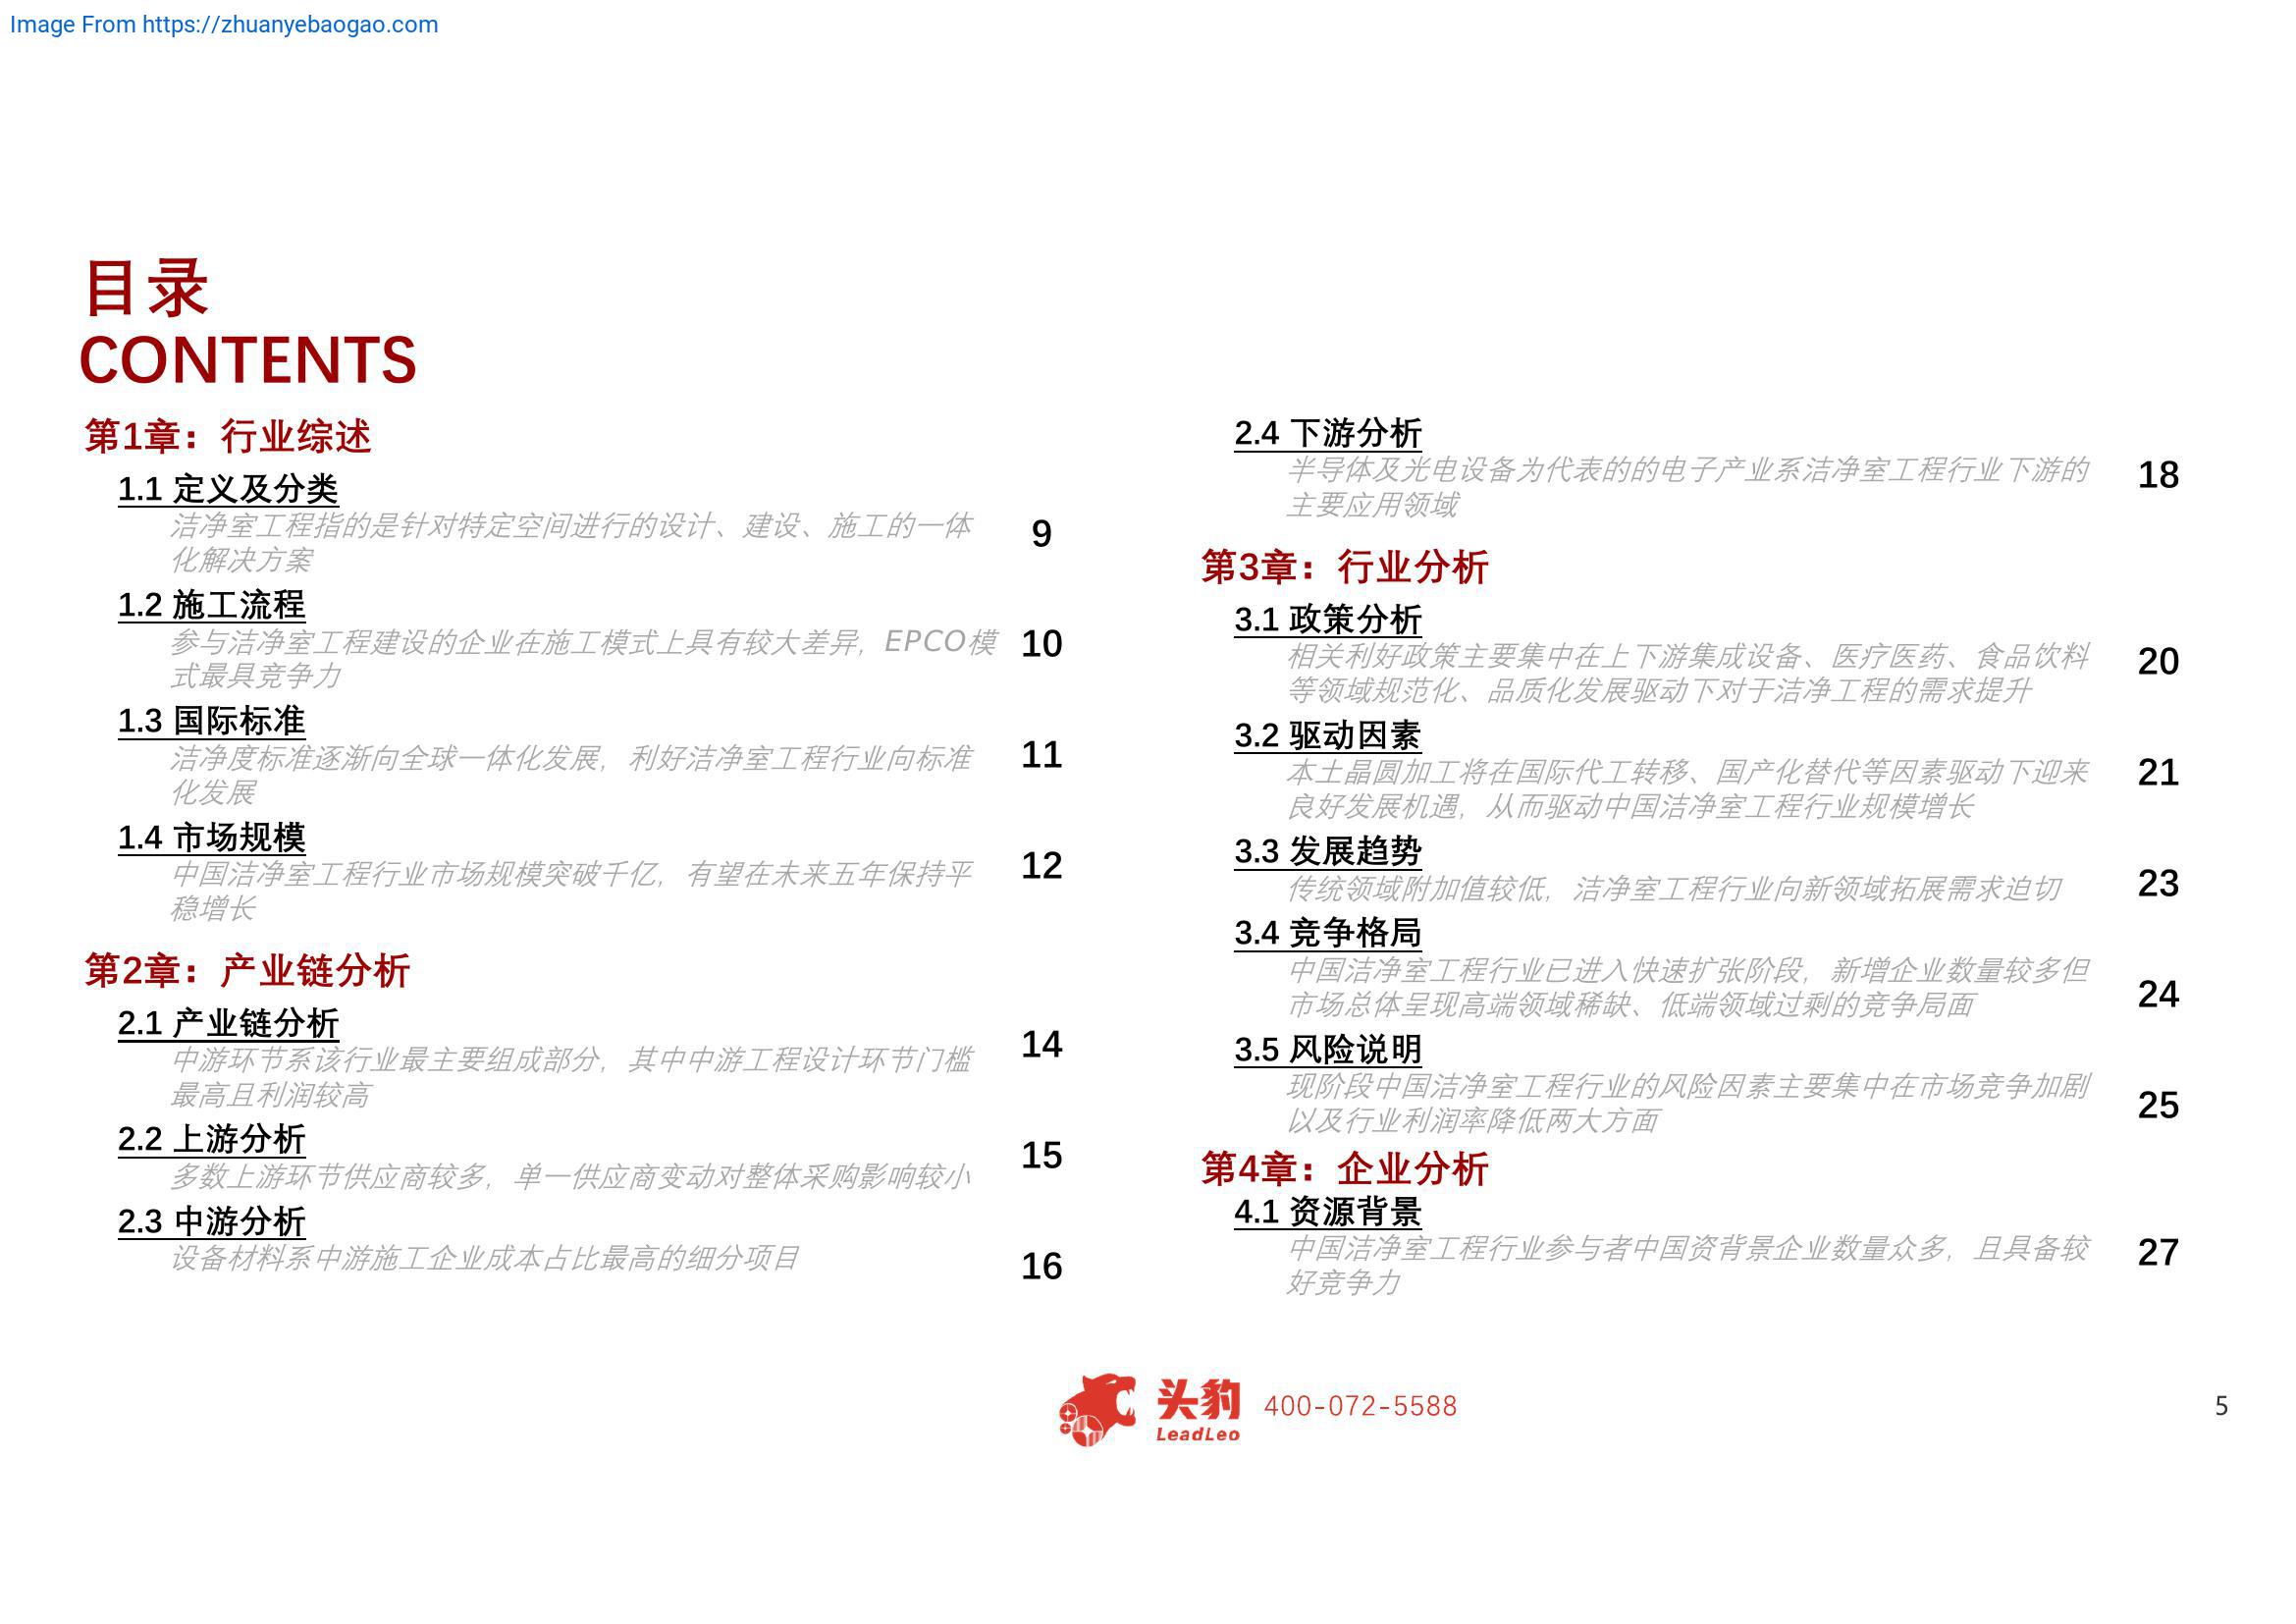 Image From https://zhuanyebaogao.com
目录
CONTENTS
第1章：行业综述
1.1 定义及分类
洁净室工程指的是针对特定空间进行的设计、建设、施工的一体
化解决方案
9
1.2 施工流程
参与洁净室工程建设的企业在施工模式上具有较大差异，EPCO模
式最具竞争力
10
1.3 国际标准
洁净度标准逐渐向全球一体化发展，利好洁净室工程行业向标准
化发展
11
1.4 市场规模
中国洁净室工程行业市场规模突破千亿，有望在未来五年保持平
稳增长
12
第2章：产业链分析
2.1 产业链分析
中游环节系该行业最主要组成部分，其中中游工程设计环节门槛
最高且利润较高
14
2.2 上游分析
多数上游环节供应商较多，单一供应商变动对整体采购影响较小
15
2.3 中游分析
设备材料系中游施工企业成本占比最高的细分项目
16
2.4 下游分析
半导体及光电设备为代表的的电子产业系洁净室工程行业下游的
主要应用领域
18
第3章：行业分析
3.1 政策分析
相关利好政策主要集中在上下游集成设备、医疗医药、食品饮料
等领域规范化、品质化发展驱动下对于洁净工程的需求提升
20
3.2 驱动因素
本土晶圆加工将在国际代工转移、国产化替代等因素驱动下迎来
良好发展机遇，从而驱动中国洁净室工程行业规模增长
21
3.3 发展趋势
传统领域附加值较低，洁净室工程行业向新领域拓展需求迫切
23
3.4 竞争格局
中国洁净室工程行业已进入快速扩张阶段，新增企业数量较多但
市场总体呈现高端领域稀缺、低端领域过剩的竞争局面
24
3.5 风险说明
现阶段中国洁净室工程行业的风险因素主要集中在市场竞争加剧
以及行业利润率降低两大方面
25
第4章：企业分析
4.1 资源背景
中国洁净室工程行业参与者中国资背景企业数量众多，且具备较
好竞争力
27
头豹
LeadLeo
400-072-5588
5